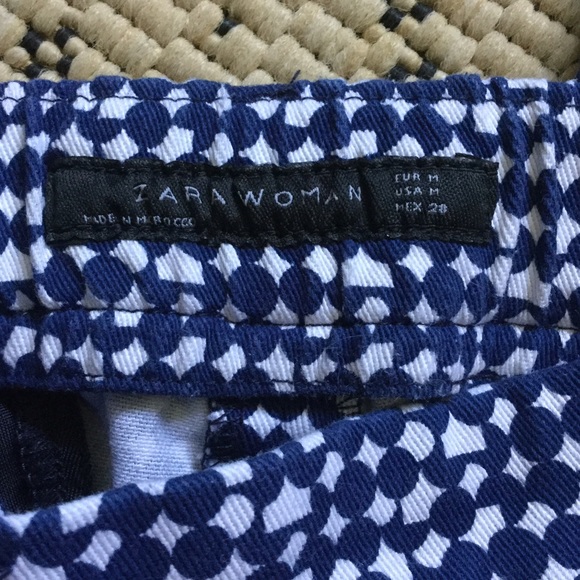 ZARA WOMAN
MADE IN MOROCCO
EUR M
USA M
MEX 28